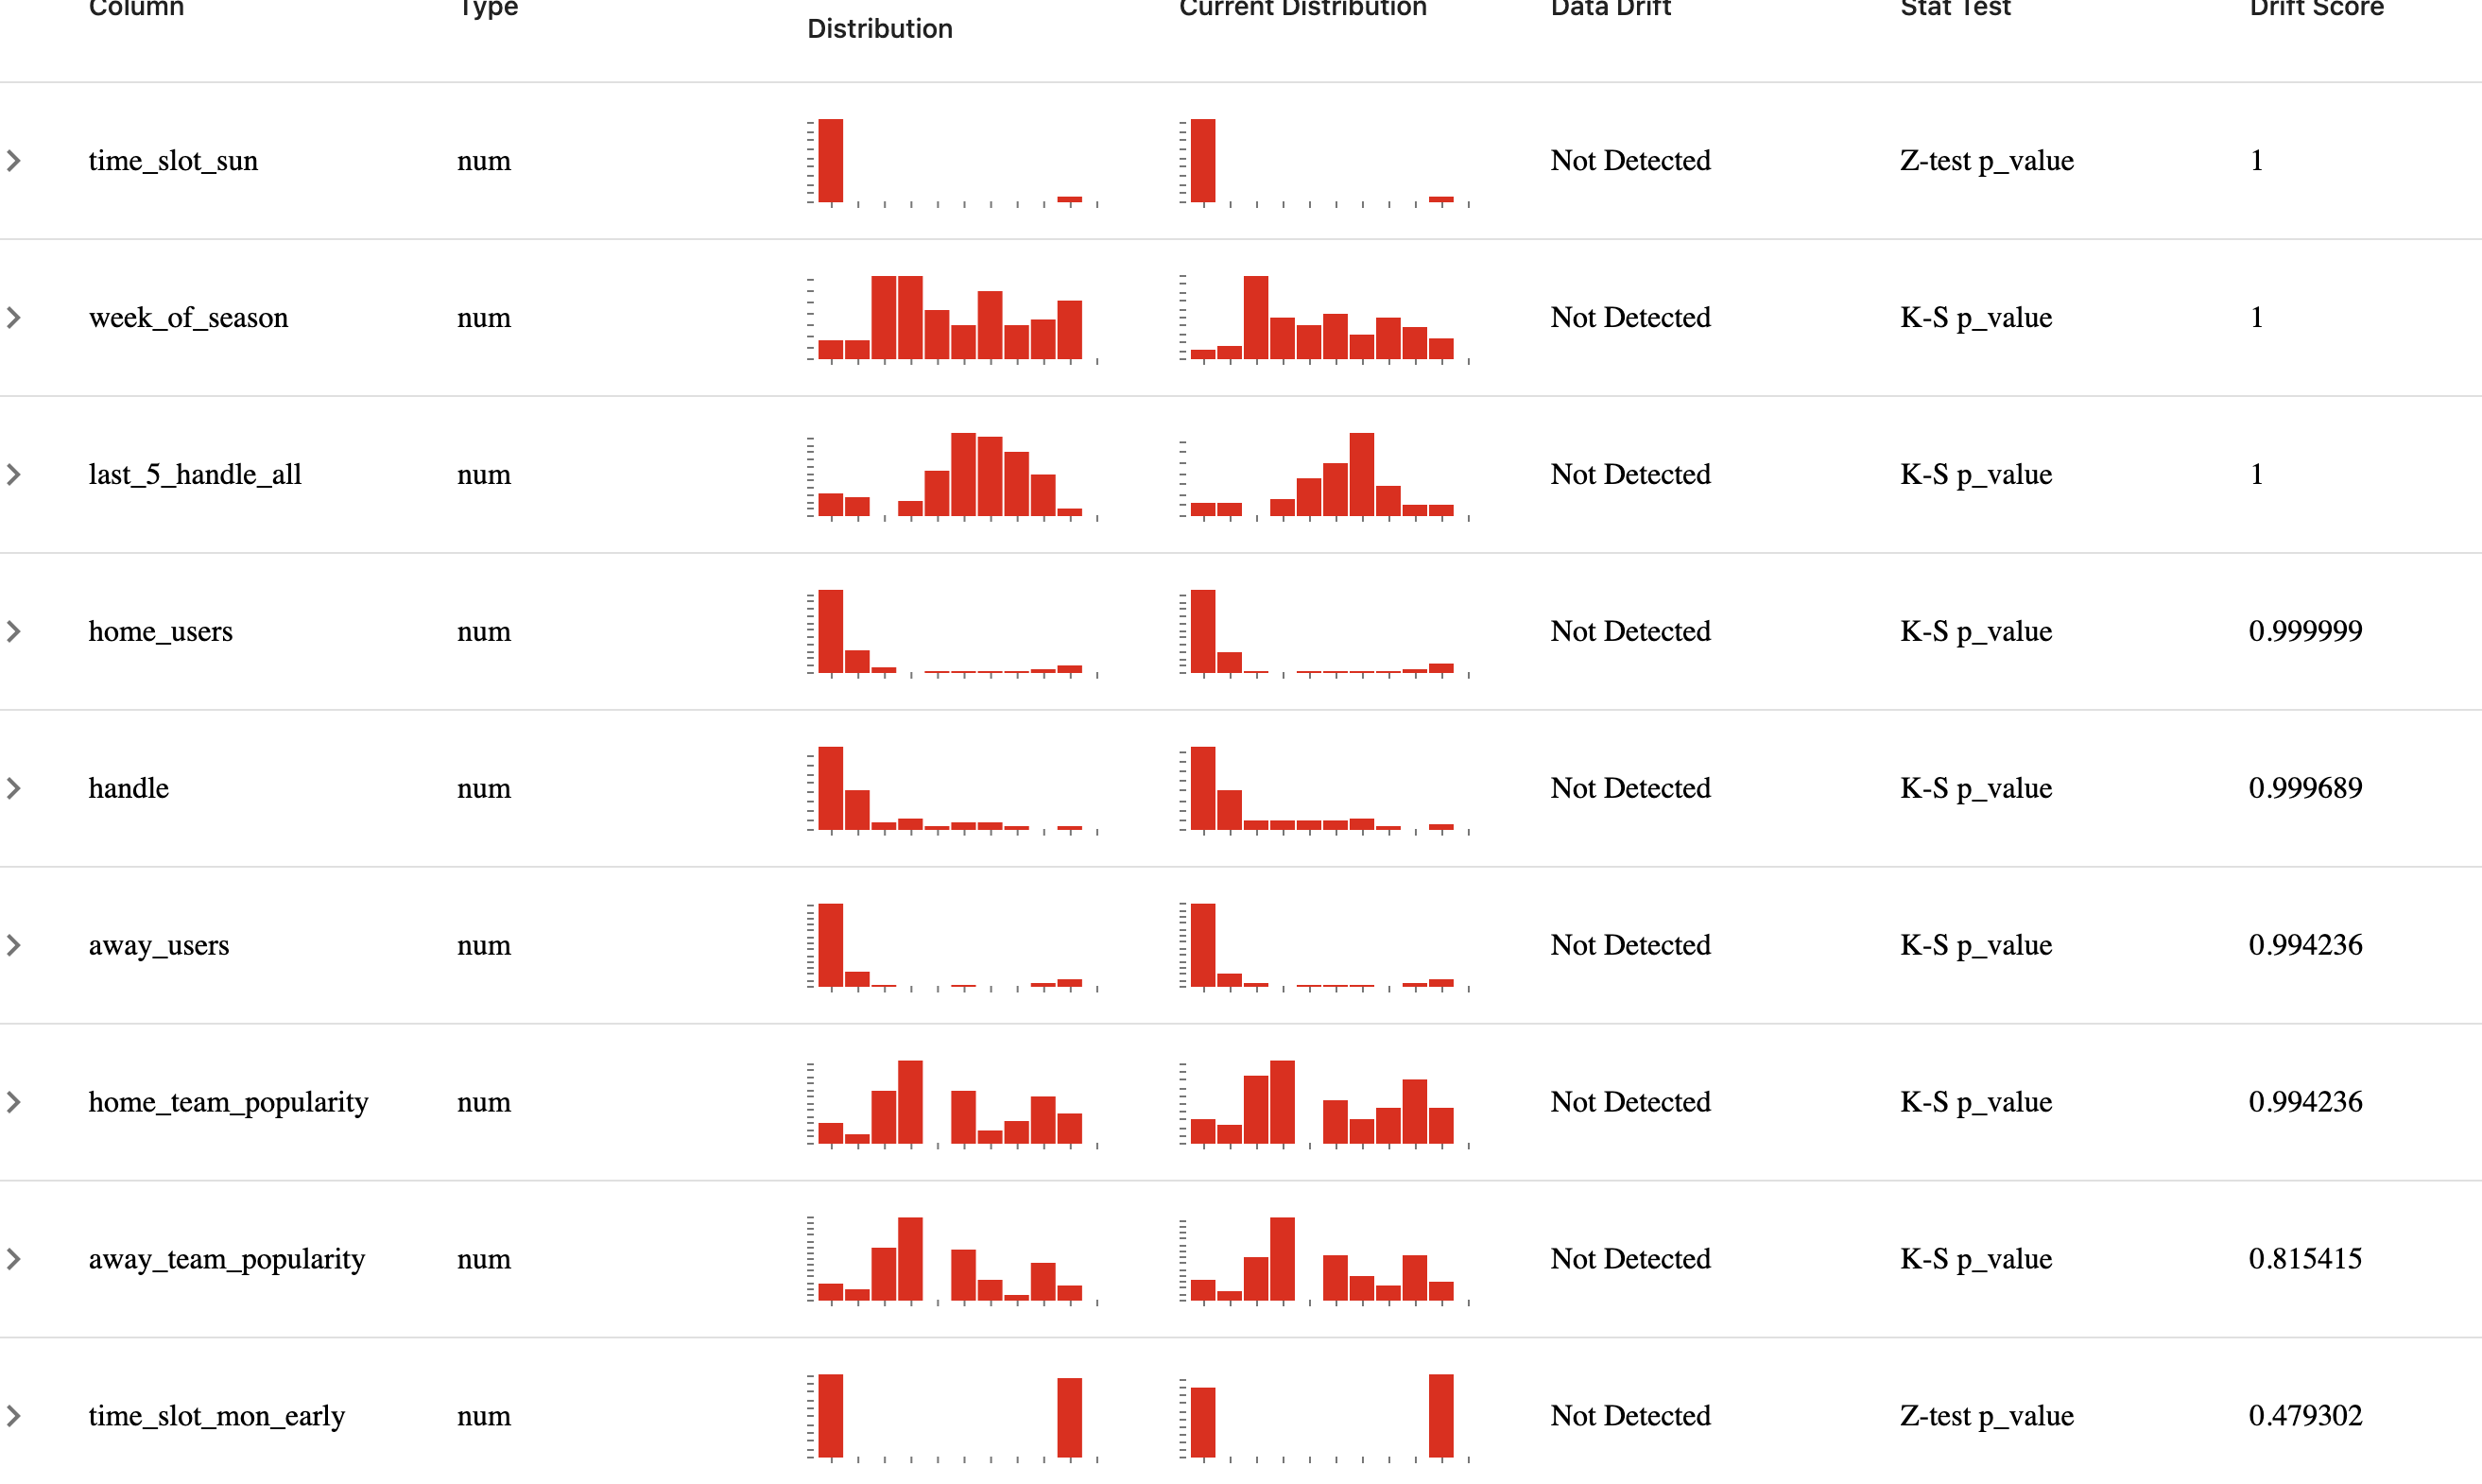 Column Type Distribution Current Distribution Data Drift Stat Test Drift Score
time_slot_sun num Not Detected Z-test p_value 1
week_of_season num Not Detected K-S p_value 1
last_5_handle_all num Not Detected K-S p_value 1
home_users num Not Detected K-S p_value 0.999999
handle num Not Detected K-S p_value 0.999689
away_users num Not Detected K-S p_value 0.994236
home_team_popularity num Not Detected K-S p_value 0.994236
away_team_popularity num Not Detected K-S p_value 0.815415
time_slot_mon_early num Not Detected Z-test p_value 0.479302